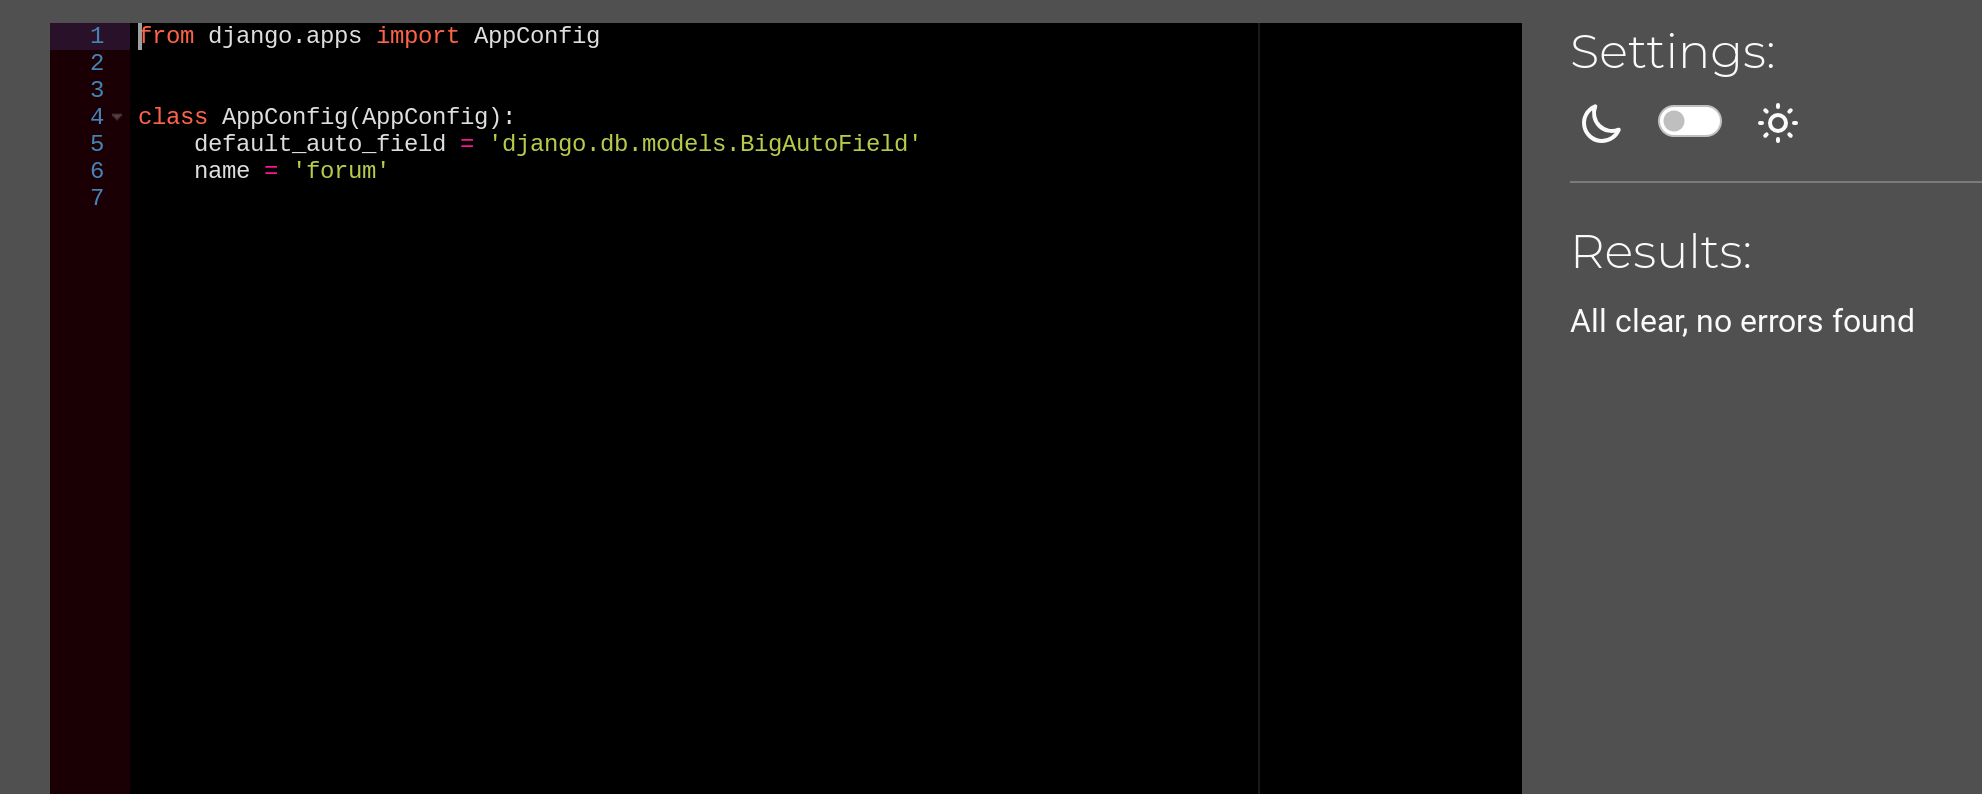 1 from django.apps import AppConfig
2
3
4 class AppConfig(AppConfig):
5     default_auto_field = 'django.db.models.BigAutoField'
6     name = 'forum'
7
Settings:
Results:
All clear, no errors found